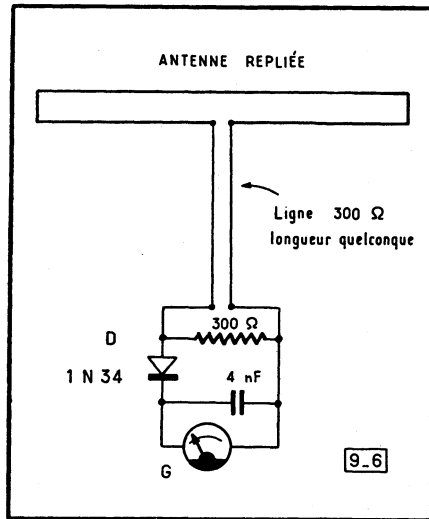 ANTENNE REPLIÉE
Ligne 300 Ω
longueur quelconque
300 Ω
D
1 N 34
4 nF
G
9_6